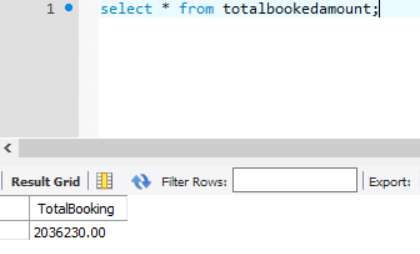 1 select * from totalbookedamount;
Result Grid Filter Rows: Export:
TotalBooking
2036230.00